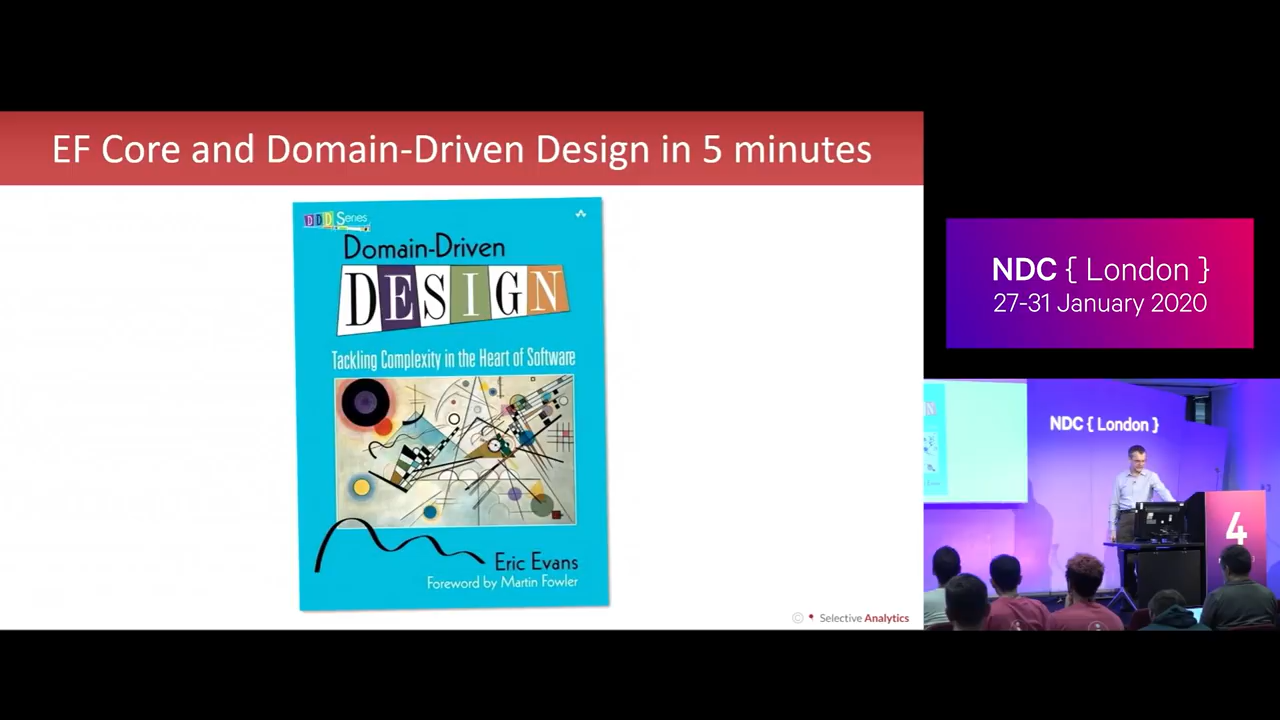 EF Core and Domain-Driven Design in 5 minutes
DDD Series
Domain-Driven
DESIGN
Tackling Complexity in the Heart of Software
Eric Evans
Foreword by Martin Fowler
© Selective Analytics
NDC { London }
27-31 January 2020
NDC { London }
4